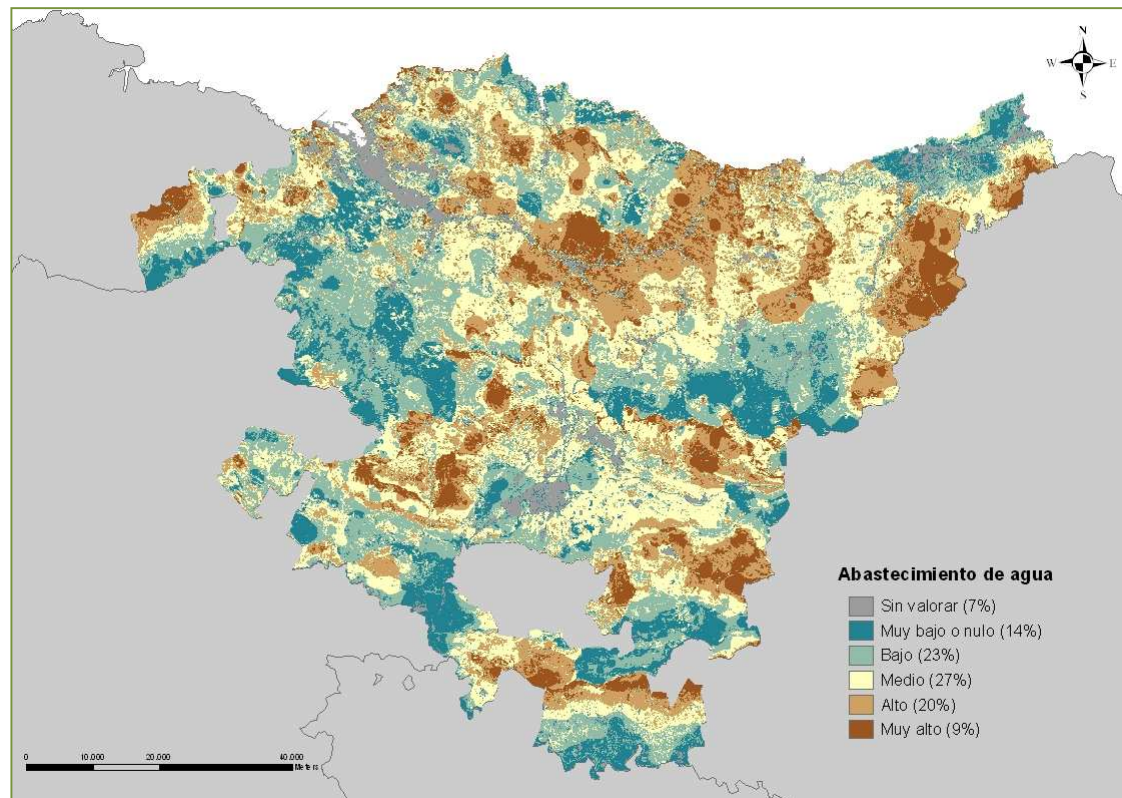 N
W E
S
Abastecimiento de agua
Sin valorar (7%)
Muy bajo o nulo (14%)
Bajo (23%)
Medio (27%)
Alto (20%)
Muy alto (9%)
0 10.000 20.000 40.000
Meters